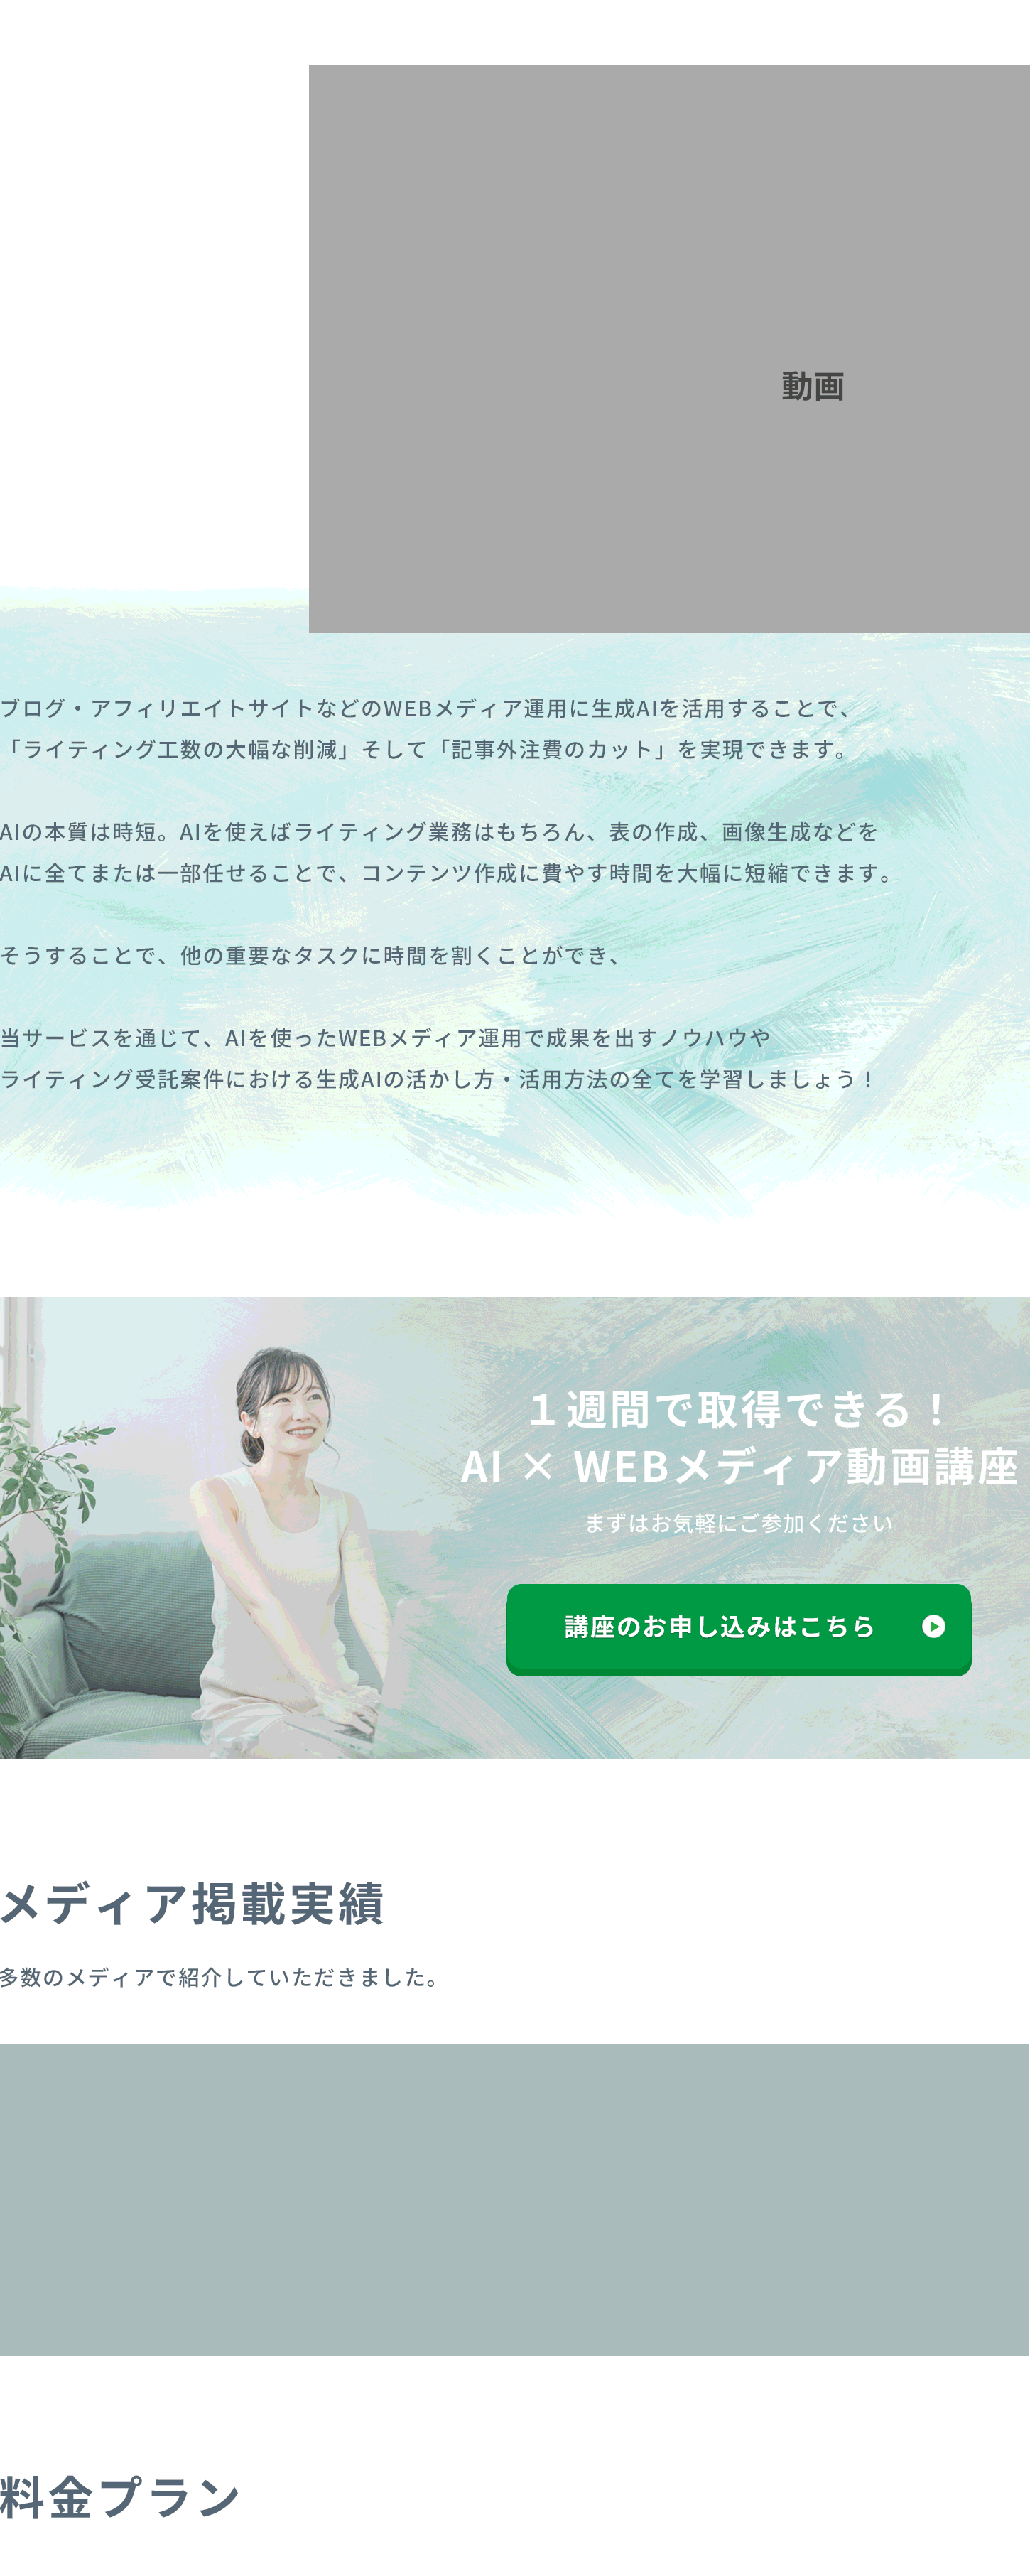 動画
ブログ・アフィリエイトサイトなどのWEBメディア運用に生成AIを活用することで、
「ライティング工数の大幅な削減」そして「記事外注費のカット」を実現できます。
AIの本質は時短。AIを使えばライティング業務はもちろん、表の作成、画像生成などを
AIに全てまたは一部任せることで、コンテンツ作成に費やす時間を大幅に短縮できます。
そうすることで、他の重要なタスクに時間を割くことができ、
当サービスを通じて、AIを使ったWEBメディア運用で成果を出すノウハウや
ライティング受託案件における生成AIの活かし方・活用方法の全てを学習しましょう！
１週間で取得できる！
AI × WEBメディア動画講座
まずはお気軽にご参加ください
講座のお申し込みはこちら
メディア掲載実績
多数のメディアで紹介していただきました。
料金プラン